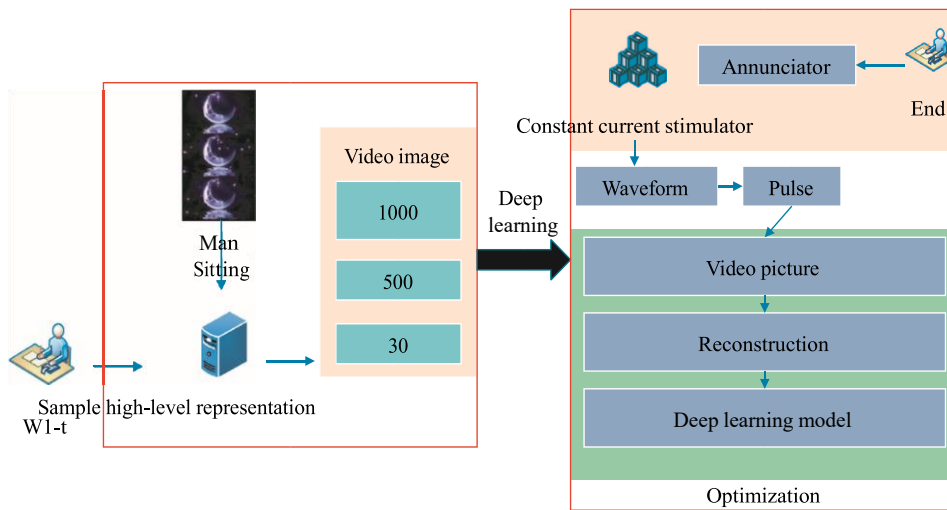 Man
Sitting
W1-t
Sample high-level representation
Video image
1000
500
30
Deep
learning
Annunciator
End
Constant current stimulator
Waveform
Pulse
Video picture
Reconstruction
Deep learning model
Optimization